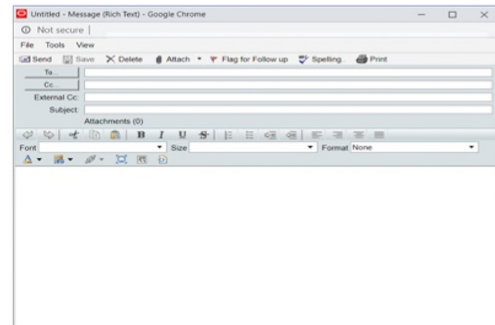 Untitled - Message (Rich Text) - Google Chrome
Not secure
File Tools View
Send Save Delete Attach Flag for Follow up Spelling.. Print
To...
Cc...
External Cc:
Subject:
Attachments (0)
B I U S
Font Size Format None